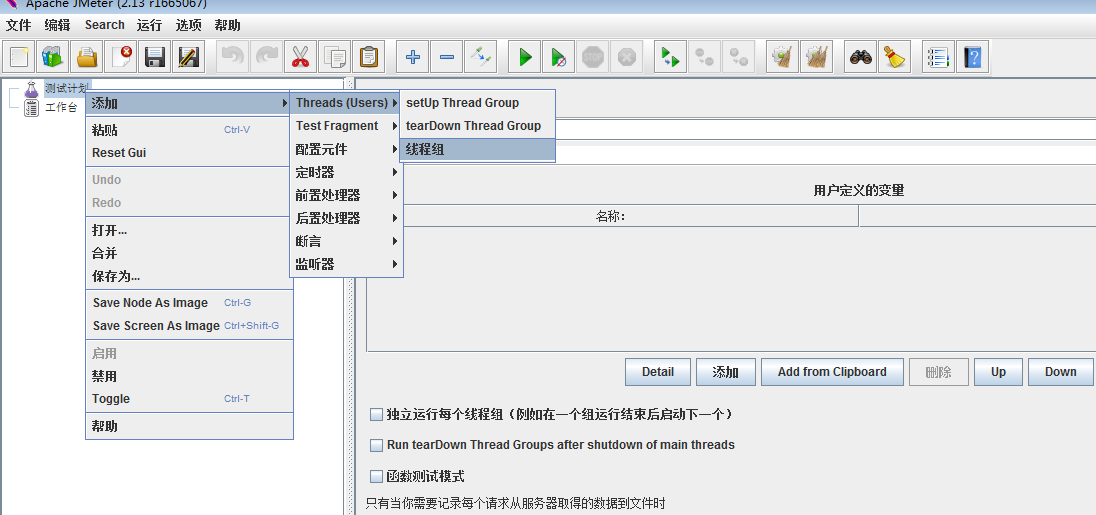 Apache JMeter (2.13 r1665067)
文件 编辑 Search 运行 选项 帮助
STOP
测试计划
工作台
添加
粘贴 Ctrl-V
Reset Gui
Undo
Redo
打开...
合并
保存为...
Save Node As Image Ctrl-G
Save Screen As Image Ctrl+Shift-G
启用
禁用
Toggle Ctrl-T
帮助
Threads (Users)
Test Fragment
配置元件
定时器
前置处理器
后置处理器
断言
监听器
setUp Thread Group
tearDown Thread Group
线程组
用户定义的变量
名称:
Detail 添加 Add from Clipboard 删除 Up Down
独立运行每个线程组（例如在一个组运行结束后启动下一个）
Run tearDown Thread Groups after shutdown of main threads
函数测试模式
只有当你需要记录每个请求从服务器取得的数据到文件时